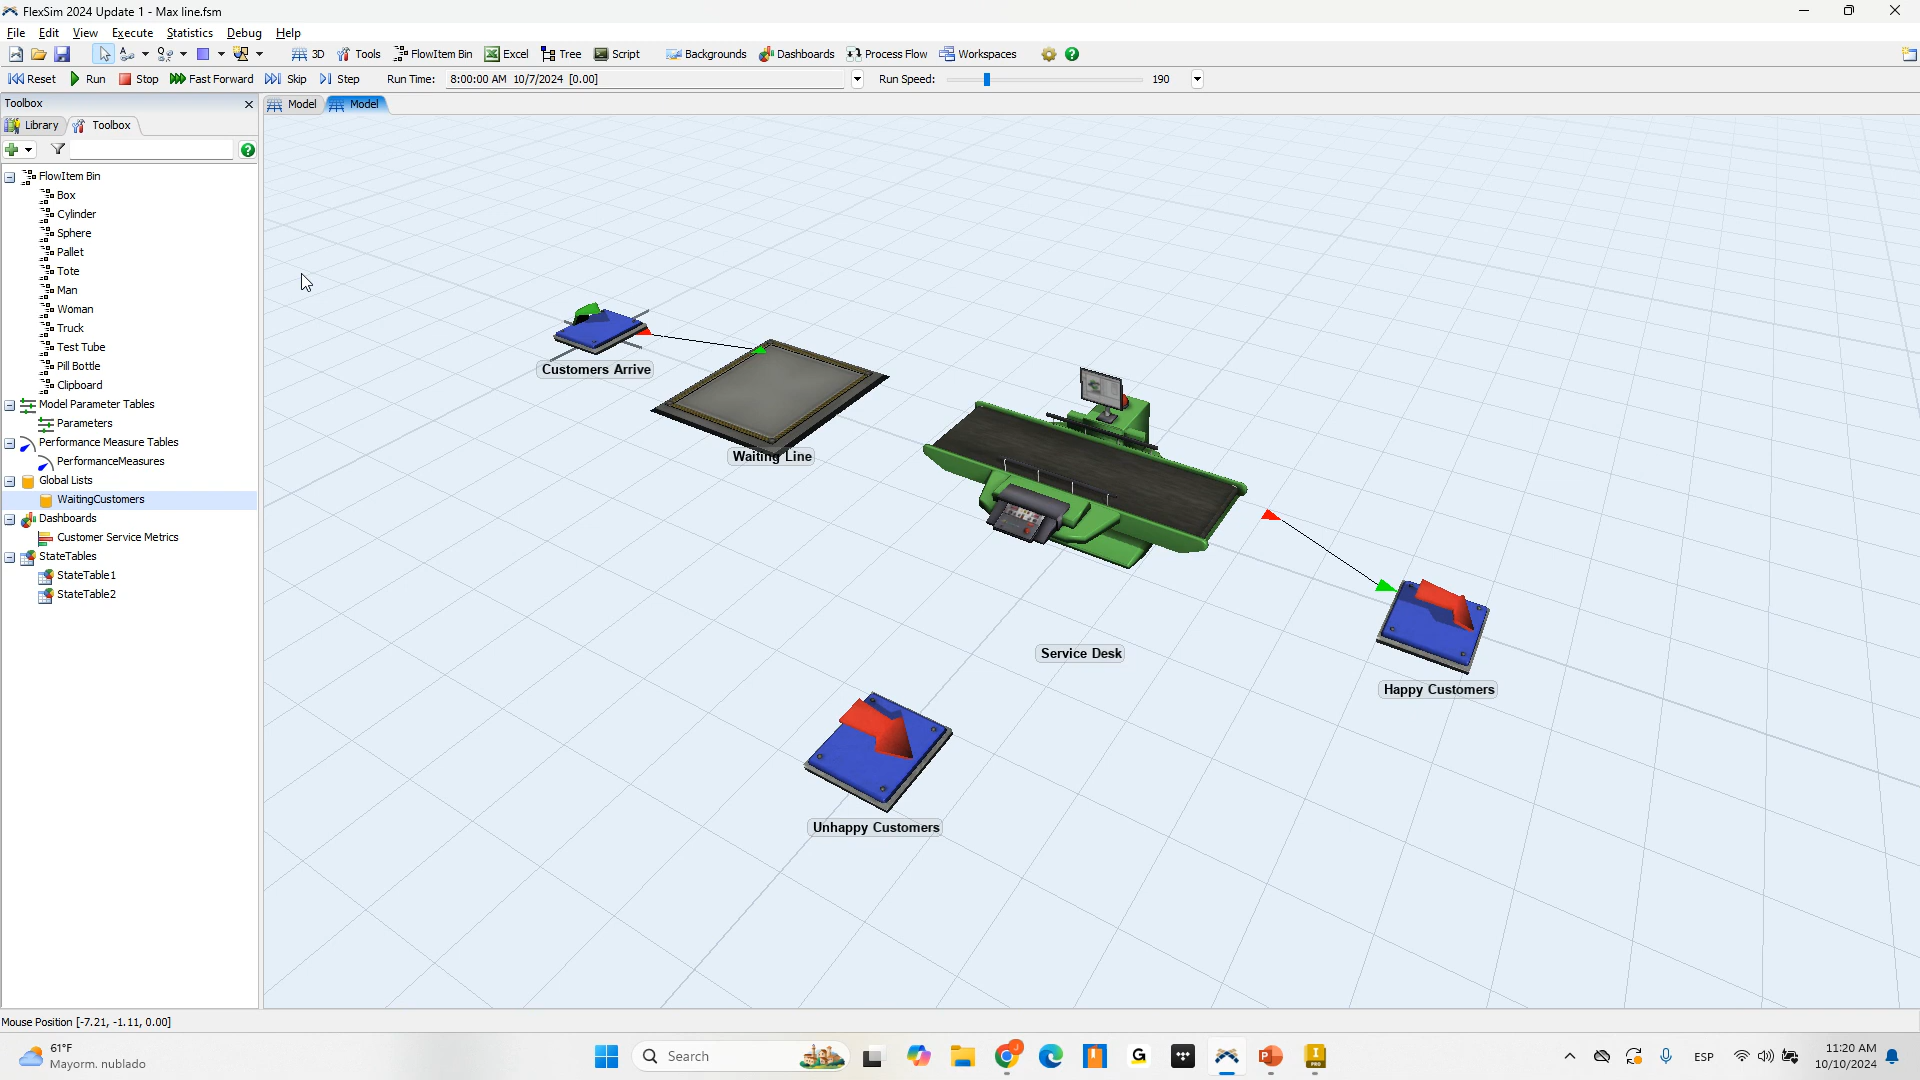 FlexSim 2024 Update 1 - Max line.fsm
File Edit View Execute Statistics Debug Help
3D Tools FlowItem Bin Excel Tree Script Backgrounds Dashboards Process Flow Workspaces
Reset Run Stop Fast Forward Skip Step Run Time: 8:00:00 AM 10/7/2024 [0.00] Run Speed: 190
Toolbox
Library Toolbox
Model Model
FlowItem Bin
Box
Cylinder
Sphere
Pallet
Tote
Man
Woman
Truck
Test Tube
Pill Bottle
Clipboard
Model Parameter Tables
Parameters
Performance Measure Tables
PerformanceMeasures
Global Lists
WaitingCustomers
Dashboards
Customer Service Metrics
StateTables
StateTable1
StateTable2
Customers Arrive
Waiting Line
Service Desk
Happy Customers
Unhappy Customers
Mouse Position [-7.21, -1.11, 0.00]
61°F
Mayorm. nublado
Search
ESP
11:20 AM
10/10/2024